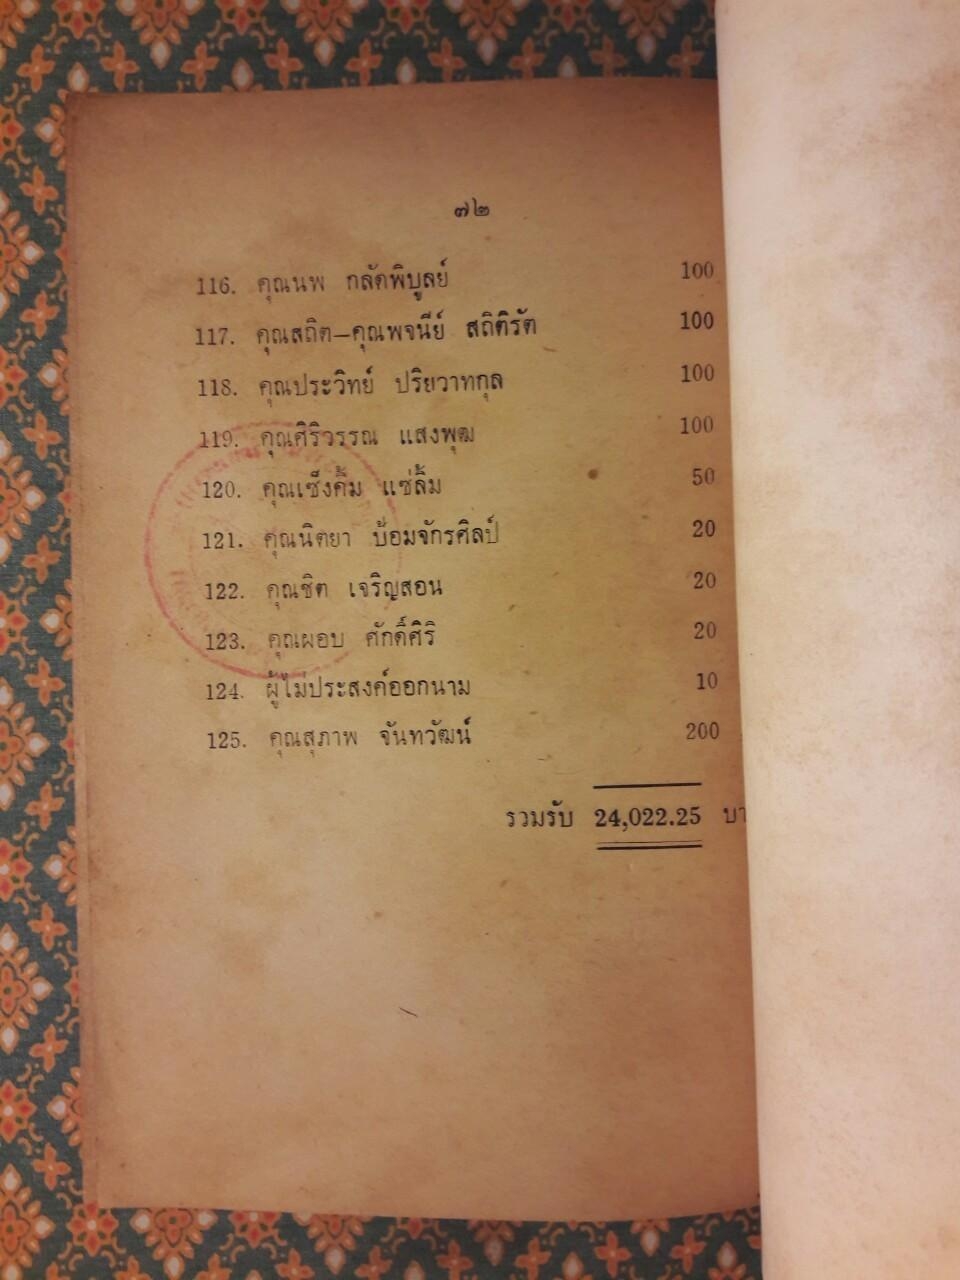 ๗๒
116. คุณนพ กลัดพิบูลย์ 100
117. คุณสถิต–คุณพจนีย์ สถิติรัต 100
118. คุณประวิทย์ ปริยวาทกุล 100
119. คุณศิริวรรณ แสงพุฒ 100
120. คุณเซ็งคิ้ม แซ่ลิ้ม 50
121. คุณนิตยา ป้อมจักรศิลป์ 20
122. คุณชิต เจริญสอน 20
123. คุณผอบ ศักดิ์ศิริ 20
124. ผู้ไม่ประสงค์ออกนาม 10
125. คุณสุภาพ จันทวัฒน์ 200
รวมรับ 24,022.25